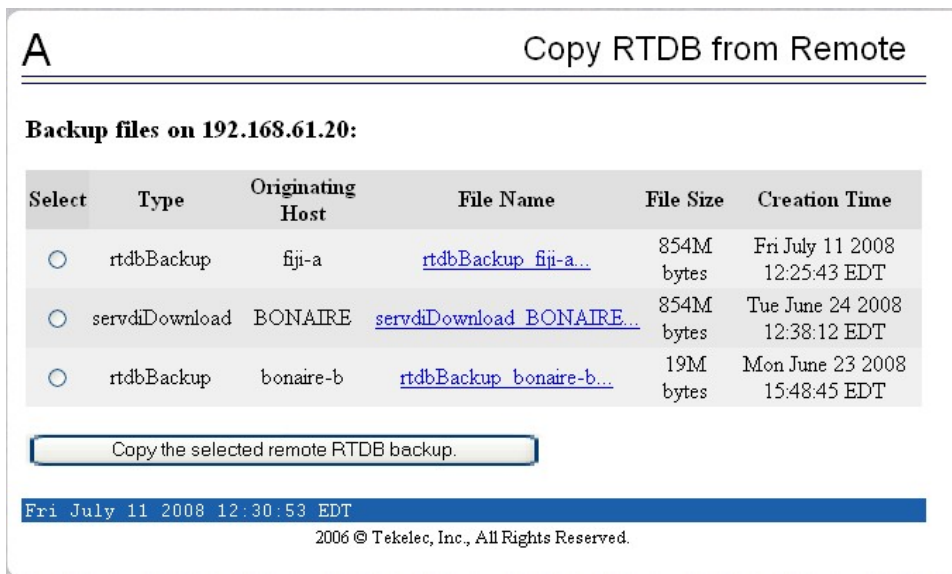 A
Copy RTDB from Remote
Backup files on 192.168.61.20:
Select Type Originating Host File Name File Size Creation Time
rtdbBackup fiji-a rtdbBackup_fiji-a... 854M bytes Fri July 11 2008 12:25:43 EDT
servdiDownload BONAIRE servdiDownload_BONAIRE... 854M bytes Tue June 24 2008 12:38:12 EDT
rtdbBackup bonaire-b rtdbBackup_bonaire-b... 19M bytes Mon June 23 2008 15:48:45 EDT
Copy the selected remote RTDB backup.
Fri July 11 2008 12:30:53 EDT
2006 © Tekelec, Inc., All Rights Reserved.